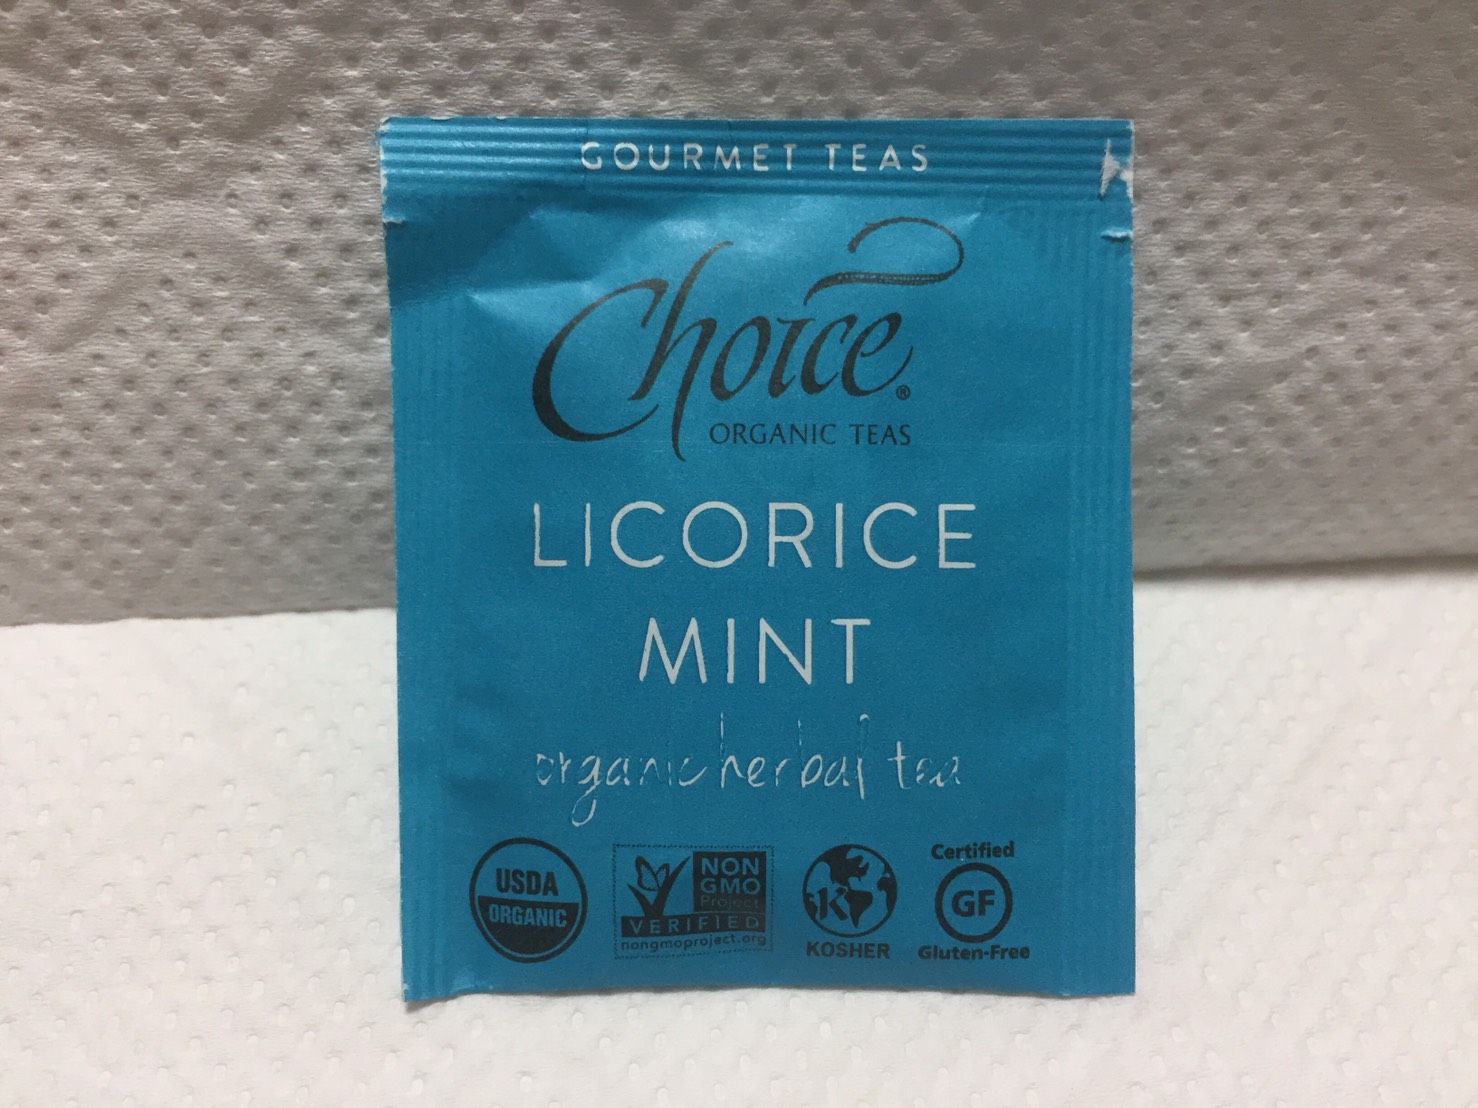 GOURMET TEAS
Choice®
ORGANIC TEAS
LICORICE
MINT
organic herbal tea
USDA
ORGANIC
NON
GMO
Project
VERIFIED
nongmoproject.org
K
KOSHER
Certified
GF
Gluten-Free